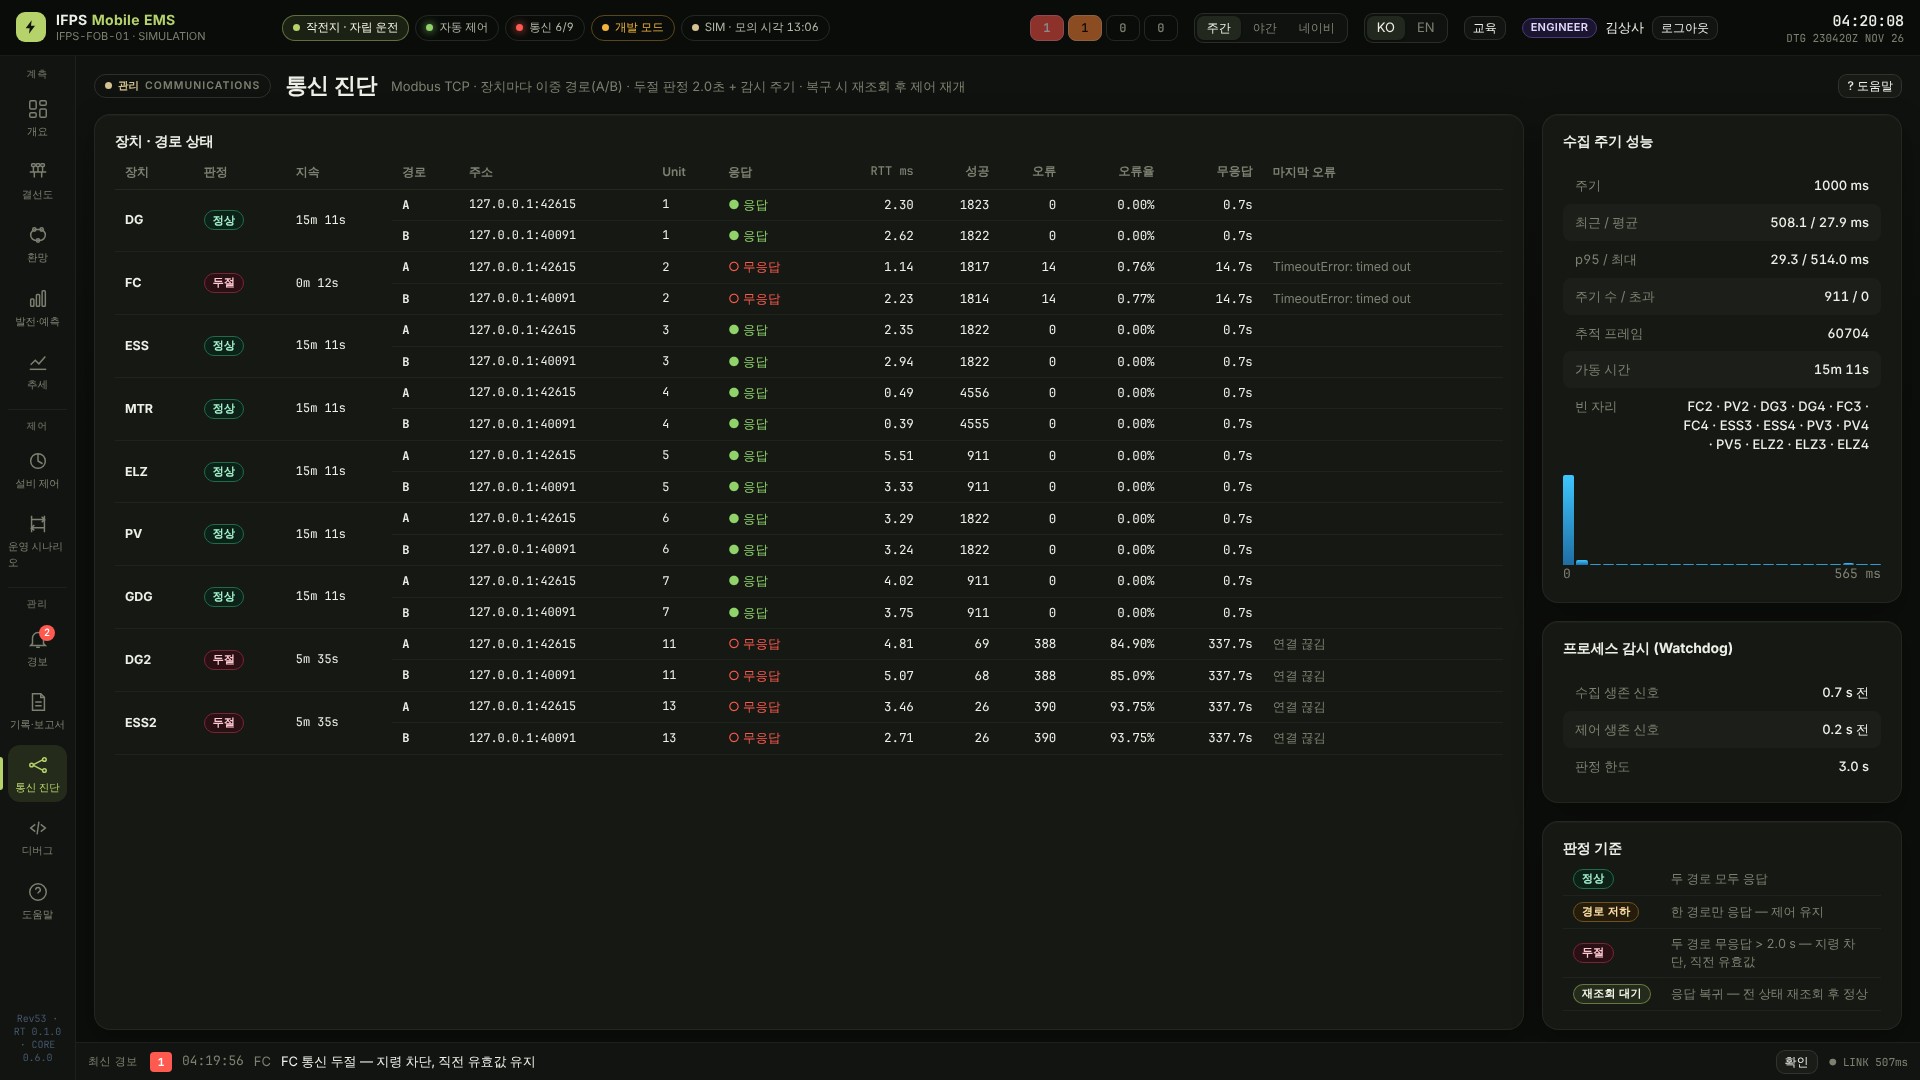 IFPS Mobile EMS
IFPS-FOB-01 · SIMULATION
작전지 · 자립 운전
자동 제어
통신 6/9
개발 모드
SIM · 모의 시각 13:06
1 1 0 0
주간 야간 네이비
KO EN
교육
ENGINEER 김상사 로그아웃
04:20:08
DTG 230420Z NOV 26
계측
개요
결선도
환망
발전·예측
추세
제어
설비 제어
운영 시나리
오
관리
2
경보
기록·보고서
통신 진단
디버그
도움말
Rev53 ·
RT 0.1.0
· CORE
0.6.0
관리 COMMUNICATIONS
통신 진단
Modbus TCP · 장치마다 이중 경로(A/B) · 두절 판정 2.0초 + 감시 주기 · 복구 시 재조회 후 제어 재개
? 도움말
장치 · 경로 상태
장치 판정 지속 경로 주소 Unit 응답 RTT ms 성공 오류 오류율 무응답 마지막 오류
DG 정상 15m 11s
A 127.0.0.1:42615 1 응답 2.30 1823 0 0.00% 0.7s
B 127.0.0.1:40091 1 응답 2.62 1822 0 0.00% 0.7s
FC 두절 0m 12s
A 127.0.0.1:42615 2 무응답 1.14 1817 14 0.76% 14.7s TimeoutError: timed out
B 127.0.0.1:40091 2 무응답 2.23 1814 14 0.77% 14.7s TimeoutError: timed out
ESS 정상 15m 11s
A 127.0.0.1:42615 3 응답 2.35 1822 0 0.00% 0.7s
B 127.0.0.1:40091 3 응답 2.94 1822 0 0.00% 0.7s
MTR 정상 15m 11s
A 127.0.0.1:42615 4 응답 0.49 4556 0 0.00% 0.7s
B 127.0.0.1:40091 4 응답 0.39 4555 0 0.00% 0.7s
ELZ 정상 15m 11s
A 127.0.0.1:42615 5 응답 5.51 911 0 0.00% 0.7s
B 127.0.0.1:40091 5 응답 3.33 911 0 0.00% 0.7s
PV 정상 15m 11s
A 127.0.0.1:42615 6 응답 3.29 1822 0 0.00% 0.7s
B 127.0.0.1:40091 6 응답 3.24 1822 0 0.00% 0.7s
GDG 정상 15m 11s
A 127.0.0.1:42615 7 응답 4.02 911 0 0.00% 0.7s
B 127.0.0.1:40091 7 응답 3.75 911 0 0.00% 0.7s
DG2 두절 5m 35s
A 127.0.0.1:42615 11 무응답 4.81 69 388 84.90% 337.7s 연결 끊김
B 127.0.0.1:40091 11 무응답 5.07 68 388 85.09% 337.7s 연결 끊김
ESS2 두절 5m 35s
A 127.0.0.1:42615 13 무응답 3.46 26 390 93.75% 337.7s 연결 끊김
B 127.0.0.1:40091 13 무응답 2.71 26 390 93.75% 337.7s 연결 끊김
수집 주기 성능
주기 1000 ms
최근 / 평균 508.1 / 27.9 ms
p95 / 최대 29.3 / 514.0 ms
주기 수 / 초과 911 / 0
추적 프레임 60704
가동 시간 15m 11s
빈 자리 FC2 · PV2 · DG3 · DG4 · FC3 ·
FC4 · ESS3 · ESS4 · PV3 · PV4
· PV5 · ELZ2 · ELZ3 · ELZ4
0 565 ms
프로세스 감시 (Watchdog)
수집 생존 신호 0.7 s 전
제어 생존 신호 0.2 s 전
판정 한도 3.0 s
판정 기준
정상 두 경로 모두 응답
경로 저하 한 경로만 응답 — 제어 유지
두절 두 경로 무응답 > 2.0 s — 지령 차
단, 직전 유효값
재조회 대기 응답 복귀 — 전 상태 재조회 후 정상
최신 경보 1 04:19:56 FC FC 통신 두절 — 지령 차단, 직전 유효값 유지
확인 LINK 507ms